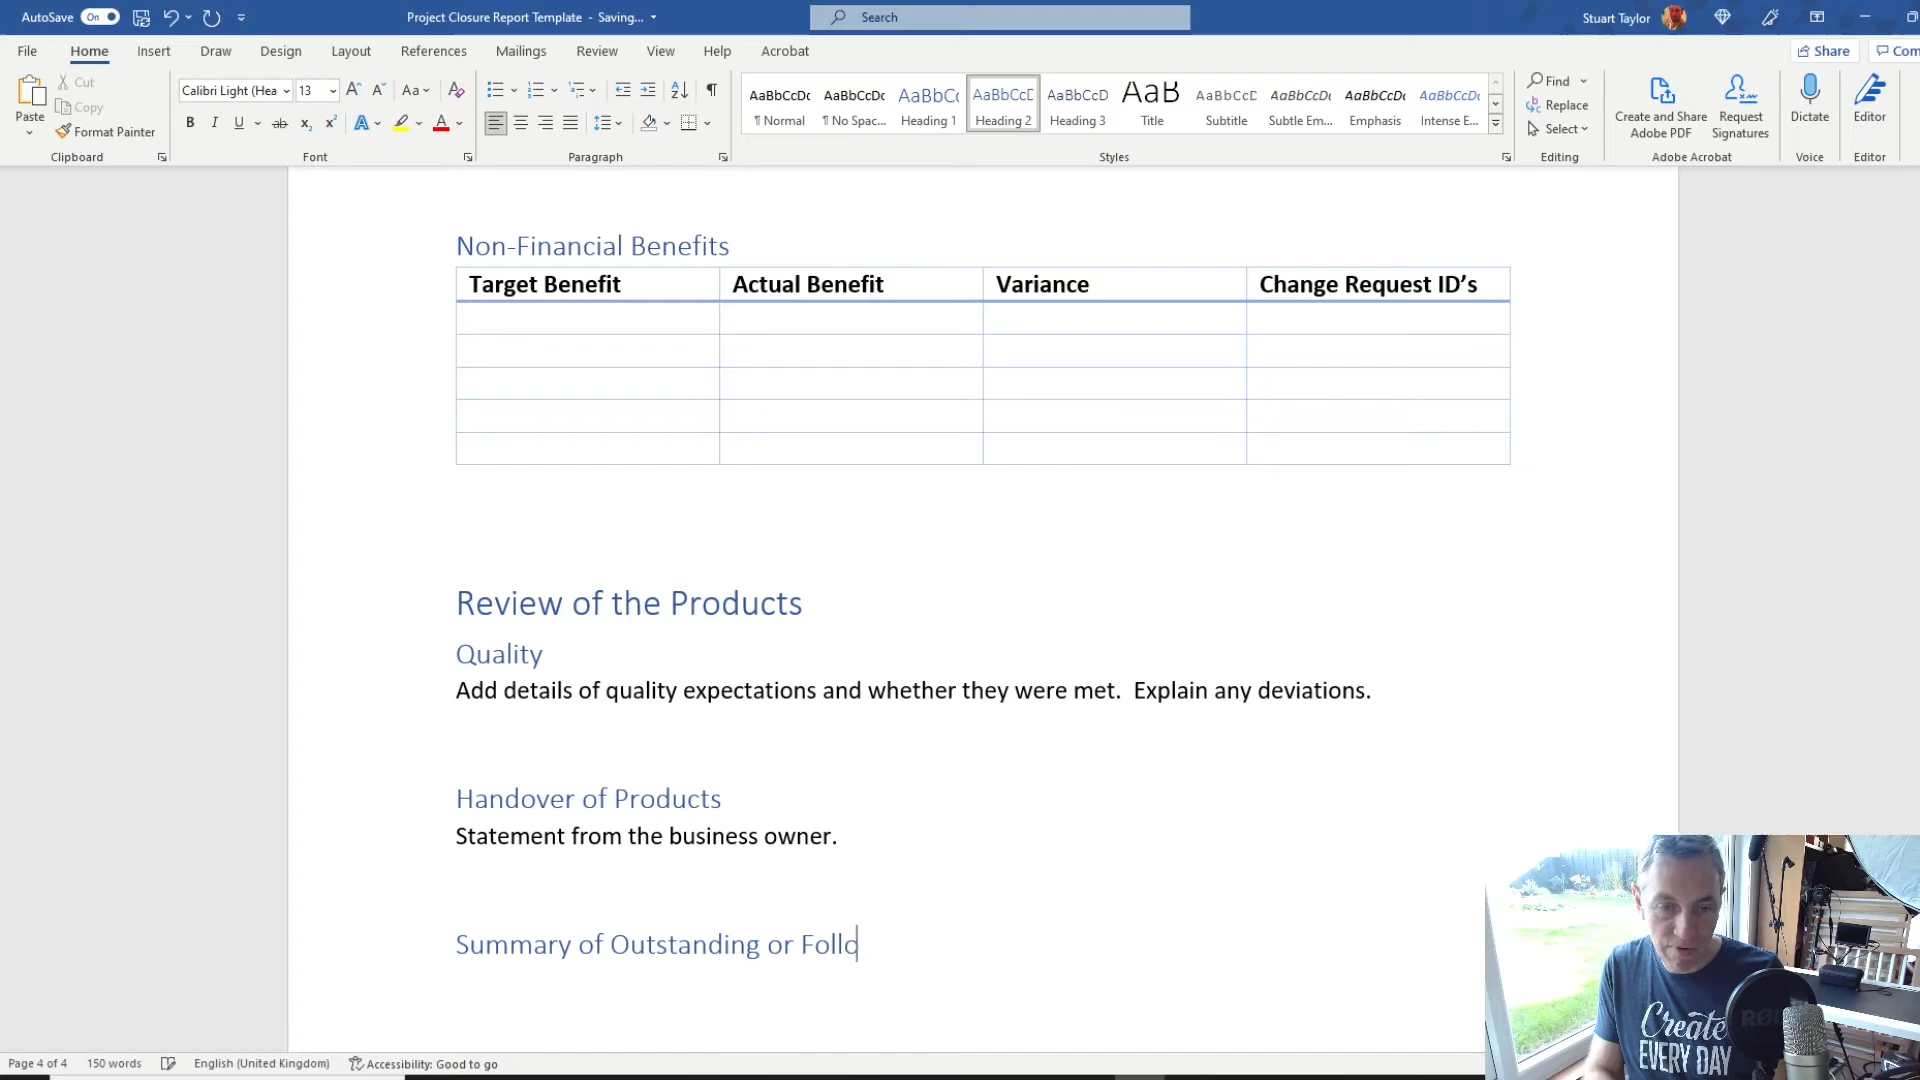 AutoSave On Project Closure Report Template - Saving... Search Stuart Taylor
File Home Insert Draw Design Layout References Mailings Review View Help Acrobat Share Com
Paste Cut
Copy
Format Painter
Calibri Light (Hea 13
AaBbCcDc AaBbCcDc AaBbCc AaBbCcD AaBbCcD AaB AaBbCcD AaBbCcDc AaBbCcDc AaBbCcDc
¶ Normal ¶ No Spac... Heading 1 Heading 2 Heading 3 Title Subtitle Subtle Em... Emphasis Intense E...
Find
Replace
Select
Create and Share
Adobe PDF
Request
Signatures
Dictate
Editor
Clipboard Font Paragraph Styles Editing Adobe Acrobat Voice Editor
Non-Financial Benefits
Target Benefit Actual Benefit Variance Change Request ID’s
Review of the Products
Quality
Add details of quality expectations and whether they were met. Explain any deviations.
Handover of Products
Statement from the business owner.
Summary of Outstanding or Follo
Create
EVERY DAY
RØDE
Page 4 of 4 150 words English (United Kingdom) Accessibility: Good to go